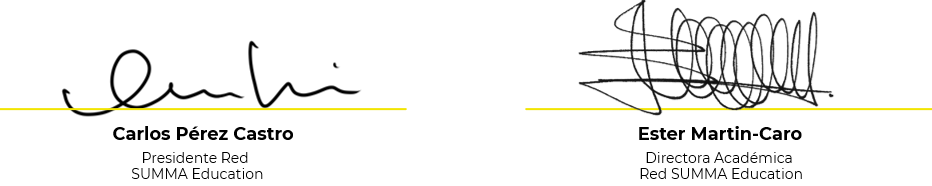 Carlos Pérez Castro
Presidente Red
SUMMA Education
Ester Martin-Caro
Directora Académica
Red SUMMA Education